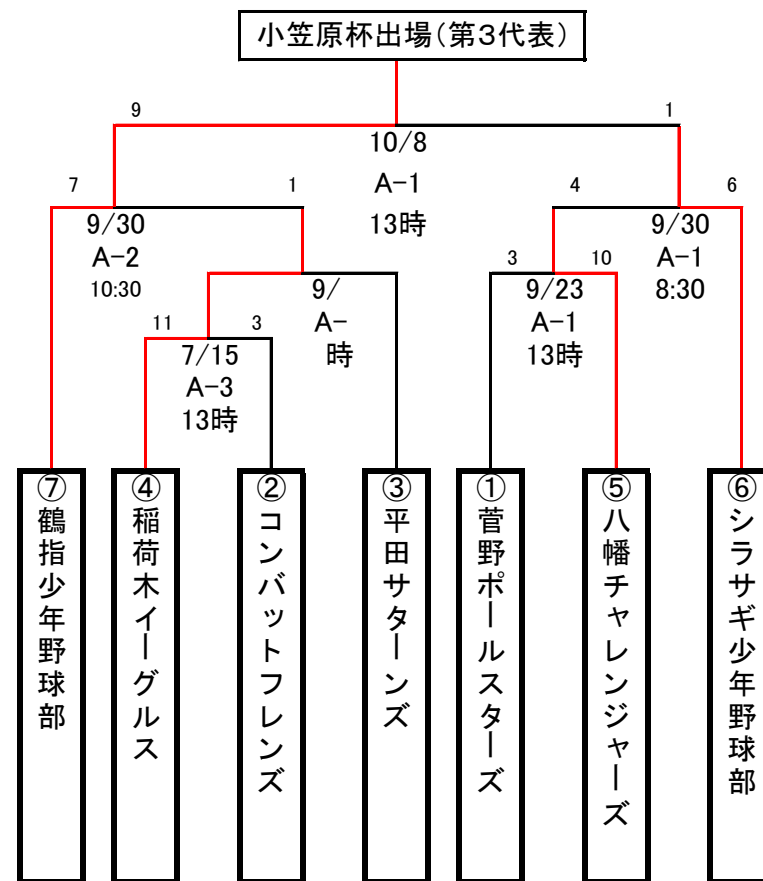 小笠原杯出場(第3代表)
9
1
10/8
A-1
13時
7
1
4
6
9/30
A-2
10:30
9/30
A-1
8:30
3
10
9/
A-
時
9/23
A-1
13時
11
3
7/15
A-3
13時
⑦鶴指少年野球部
④稲荷木イーグルス
②コンバットフレンズ
③平田サターンズ
①菅野ポールスターズ
⑤八幡チャレンジャーズ
⑥シラサギ少年野球部